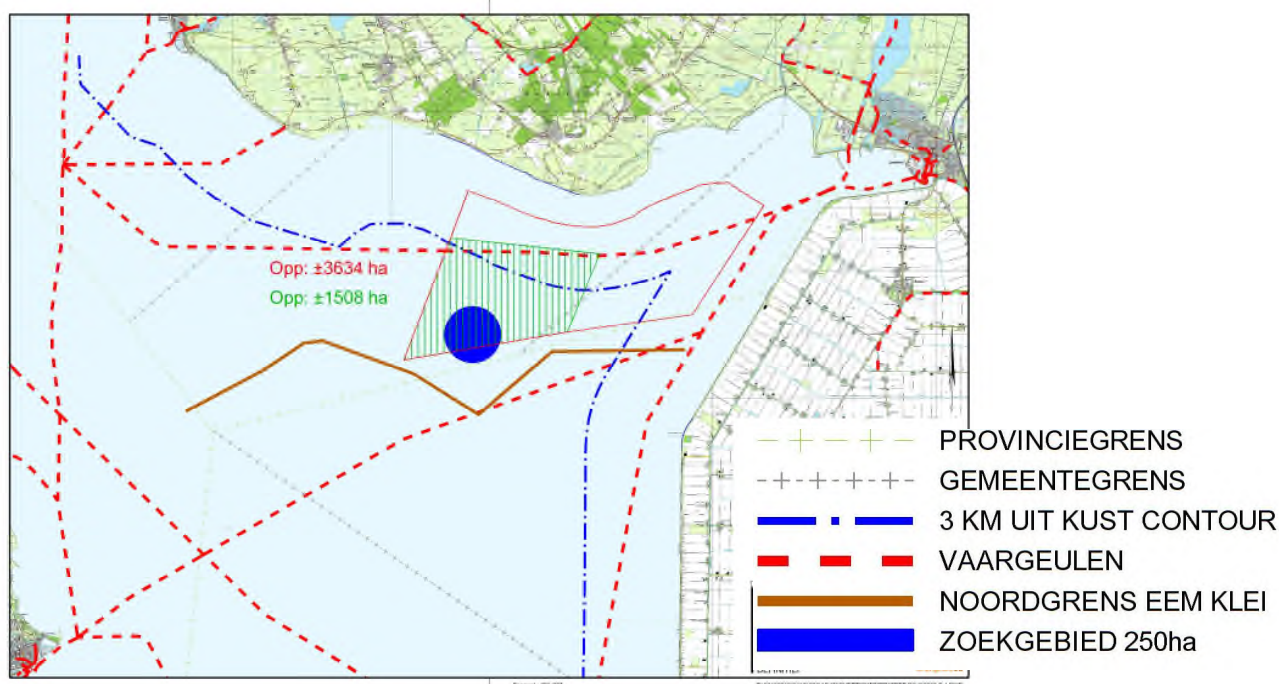 Opp: ±3634 ha
Opp: ±1508 ha
PROVINCIEGRENS
GEMEENTEGRENS
3 KM UIT KUST CONTOUR
VAARGEULEN
NOORDGRENS EEM KLEI
ZOEKGEBIED 250ha